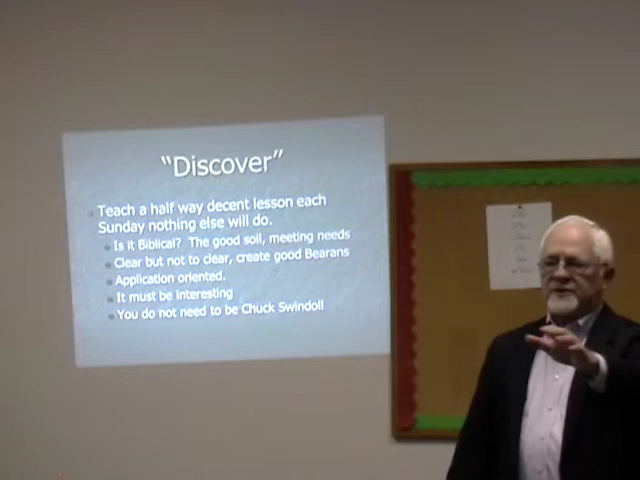 "Discover"
Teach a half way decent lesson each
Sunday nothing else will do.
Is it Biblical? The good soil, meeting needs
Clear but not to clear, create good Bearans
Application oriented.
It must be interesting
You do not need to be Chuck Swindoll